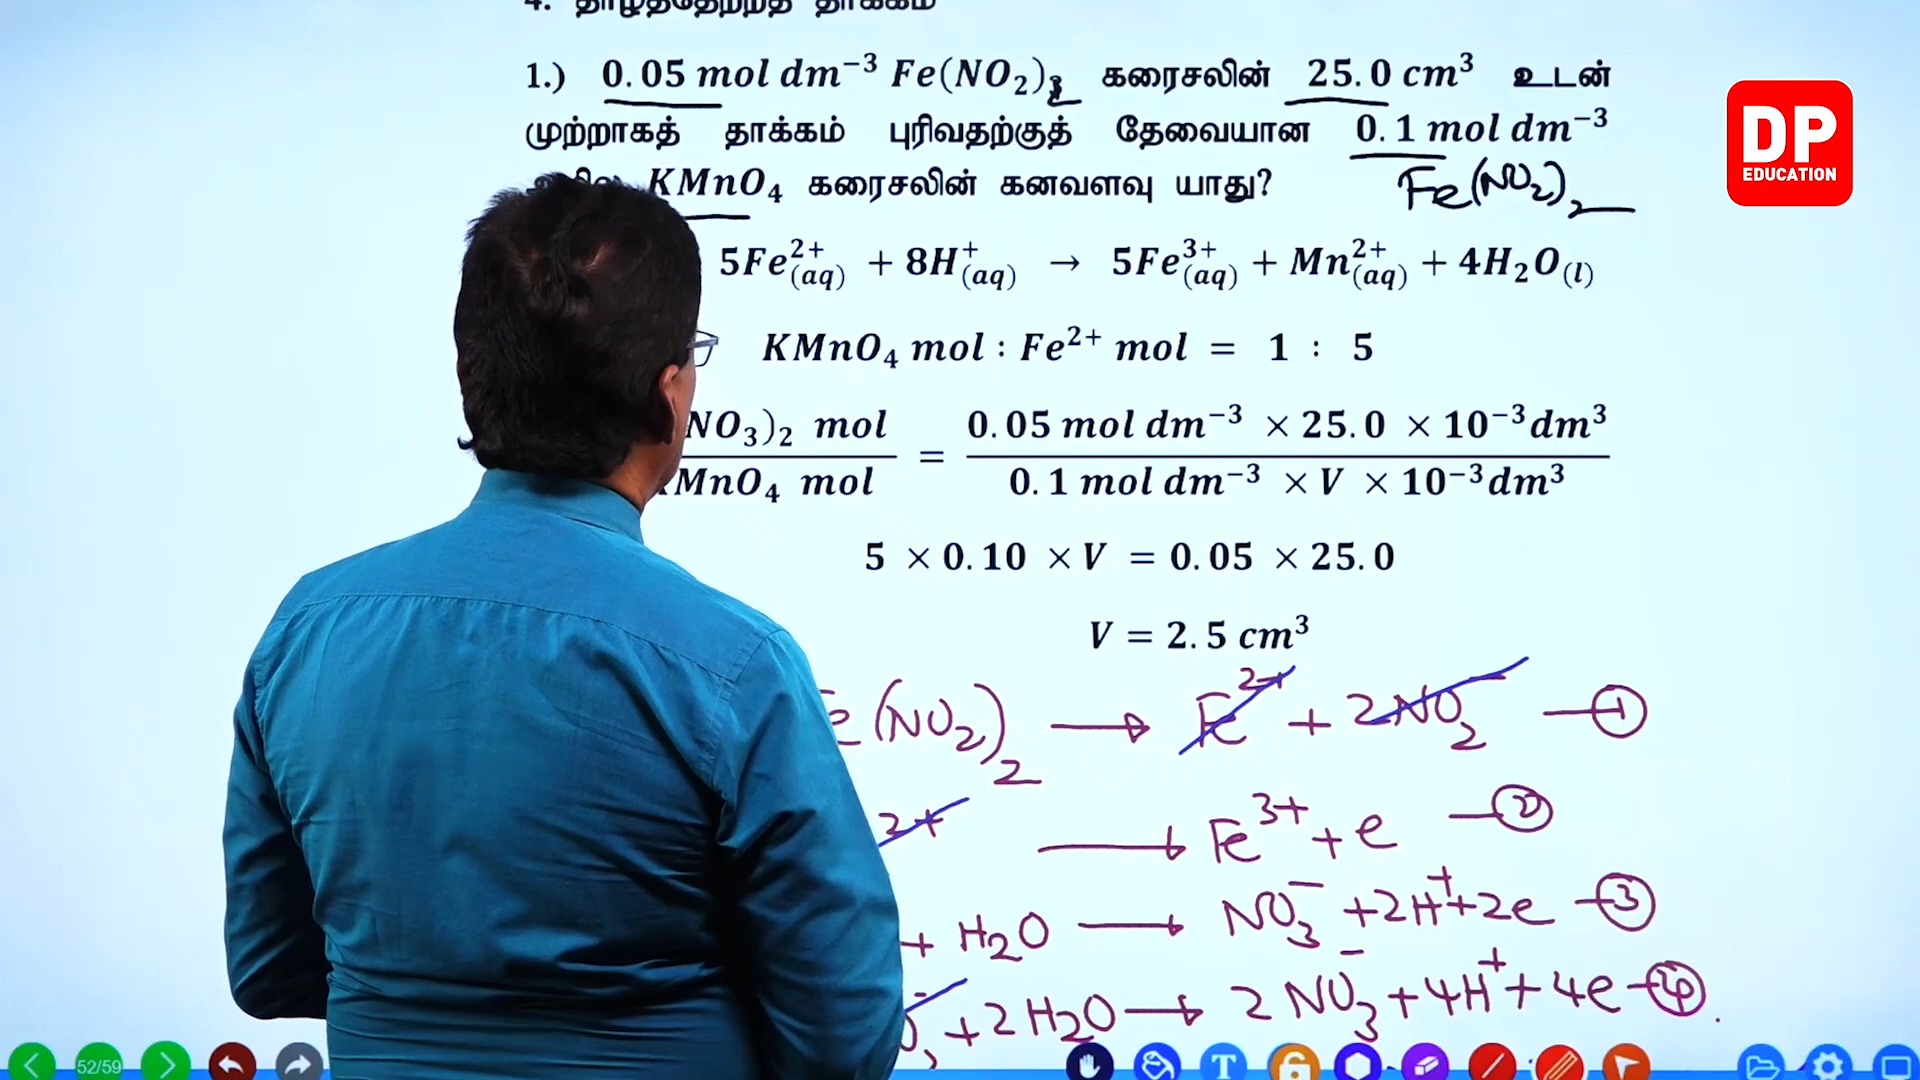 4. தாழ்த்தேற்றத் தாக்கம்
1.) 0.05 mol dm⁻³ Fe(NO₂)₂ கரைசலின் 25.0 cm³ உடன்
முற்றாகத் தாக்கம் புரிவதற்குத் தேவையான 0.1 mol dm⁻³
KMnO₄ கரைசலின் கனவளவு யாது? Fe(NO₂)₂
5Fe²⁺(aq) + 8H⁺(aq) → 5Fe³⁺(aq) + Mn²⁺(aq) + 4H₂O(l)
KMnO₄ mol : Fe²⁺ mol = 1 : 5
NO₃)₂ mol / MnO₄ mol = 0.05 mol dm⁻³ × 25.0 × 10⁻³dm³ / 0.1 mol dm⁻³ × V × 10⁻³dm³
5 × 0.10 × V = 0.05 × 25.0
V = 2.5 cm³
(NO₂)₂ → Fe²⁺ + 2NO₂ — 1
2+ → Fe³⁺ + e — 2
+ H₂O → NO₃⁻ + 2H⁺ + 2e — 3
+ 2H₂O → 2NO₃⁻ + 4H⁺ + 4e — 4
DP
EDUCATION
52/59
T